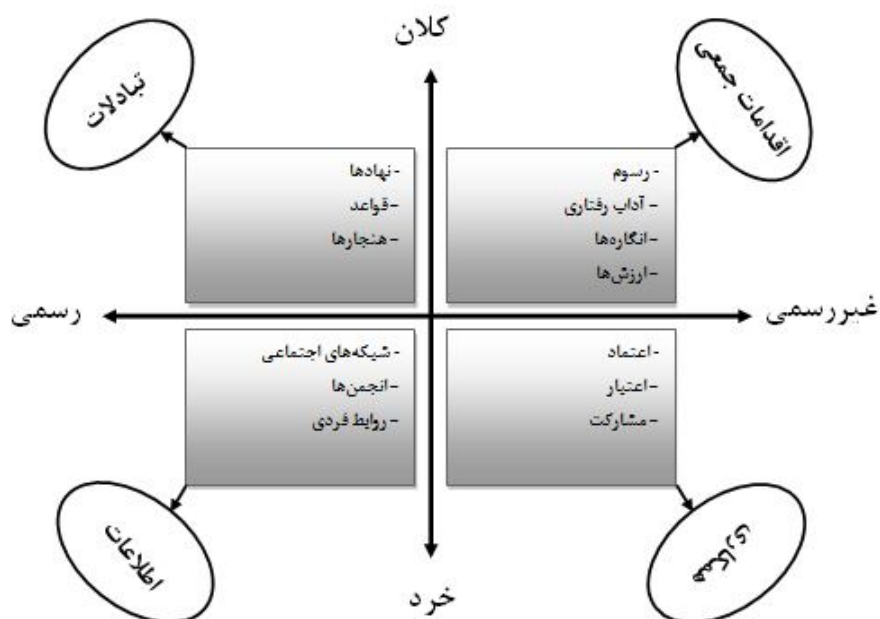 کلان
اقدامات جمعی
تبادلات
- رسوم
- آداب رفتاری
- انگاره‌ها
- ارزش‌ها
- نهادها
- قواعد
- هنجارها
غیررسمی
رسمی
- اعتماد
- اعتبار
- مشارکت
- شبکه‌های اجتماعی
- انجمن‌ها
- روابط فردی
همکاری
اطلاعات
خرد